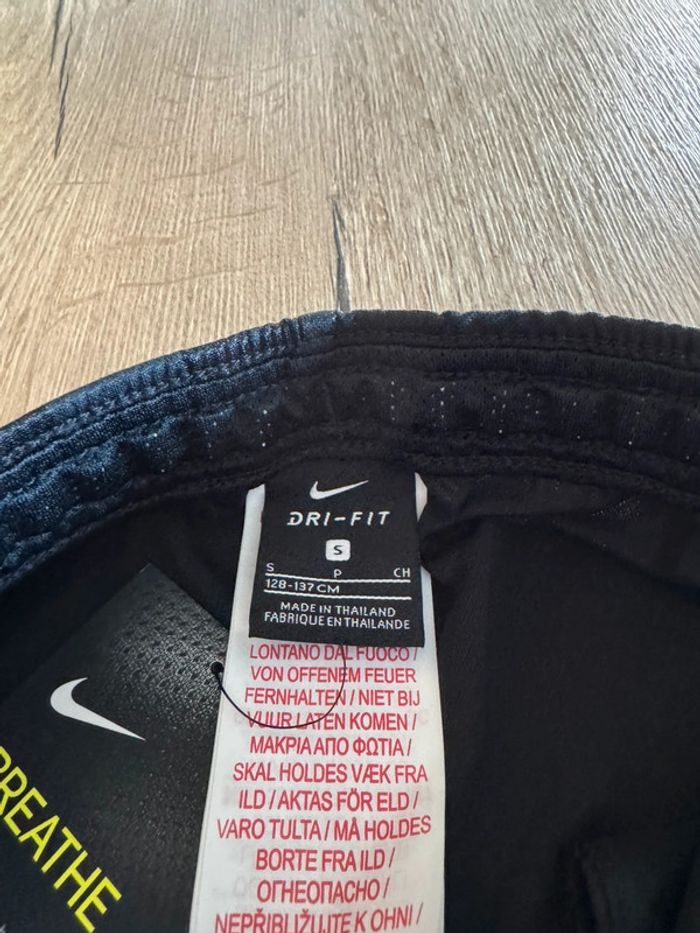 DRI-FIT
S
S P CH
128-137 CM
MADE IN THAILAND
FABRIQUE EN THAILANDE
LONTANO DAL FUOCO /
VON OFFENEM FEUER
FERNHALTEN / NIET BIJ
VUUR LATEN KOMEN /
ΜΑΚΡΙΑ ΑΠΟ ΦΩΤΙΑ /
SKAL HOLDES VÆK FRA
ILD / AKTAS FÖR ELD /
VARO TULTA / MÅ HOLDES
BORTE FRA ILD /
ОГНЕОПАСНО /
NEPŘIBLIŽUJTE K OHNI /
BREATHE